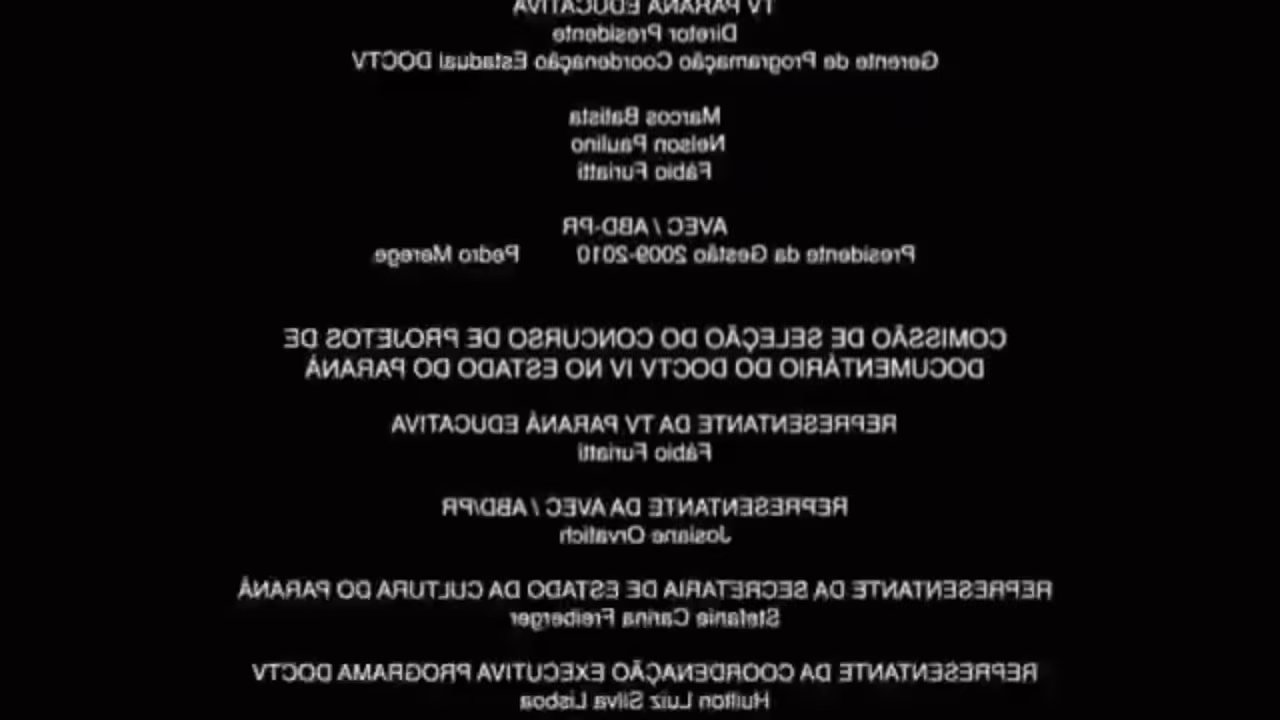 TV PARANÁ EDUCATIVA
Diretor Presidente
Gerente de Programação Coordenação Estadual DOCTV
Marcos Batista
Nelson Paulino
Fábio Furiatti
AVEC / ABD-PR
Presidente da Gestão 2009-2010 Pedro Merege
COMISSÃO DE SELEÇÃO DO CONCURSO DE PROJETOS DE
DOCUMENTÁRIO DO DOCTV IV NO ESTADO DO PARANÁ
REPRESENTANTE DA TV PARANÁ EDUCATIVA
Fábio Furiatti
REPRESENTANTE DA AVEC / ABD/PR
Josiane Orvatich
REPRESENTANTE DA SECRETARIA DE ESTADO DA CULTURA DO PARANÁ
Stefanie Carina Freiberger
REPRESENTANTE DA COORDENAÇÃO EXECUTIVA PROGRAMA DOCTV
Luiz Silva Lisboa